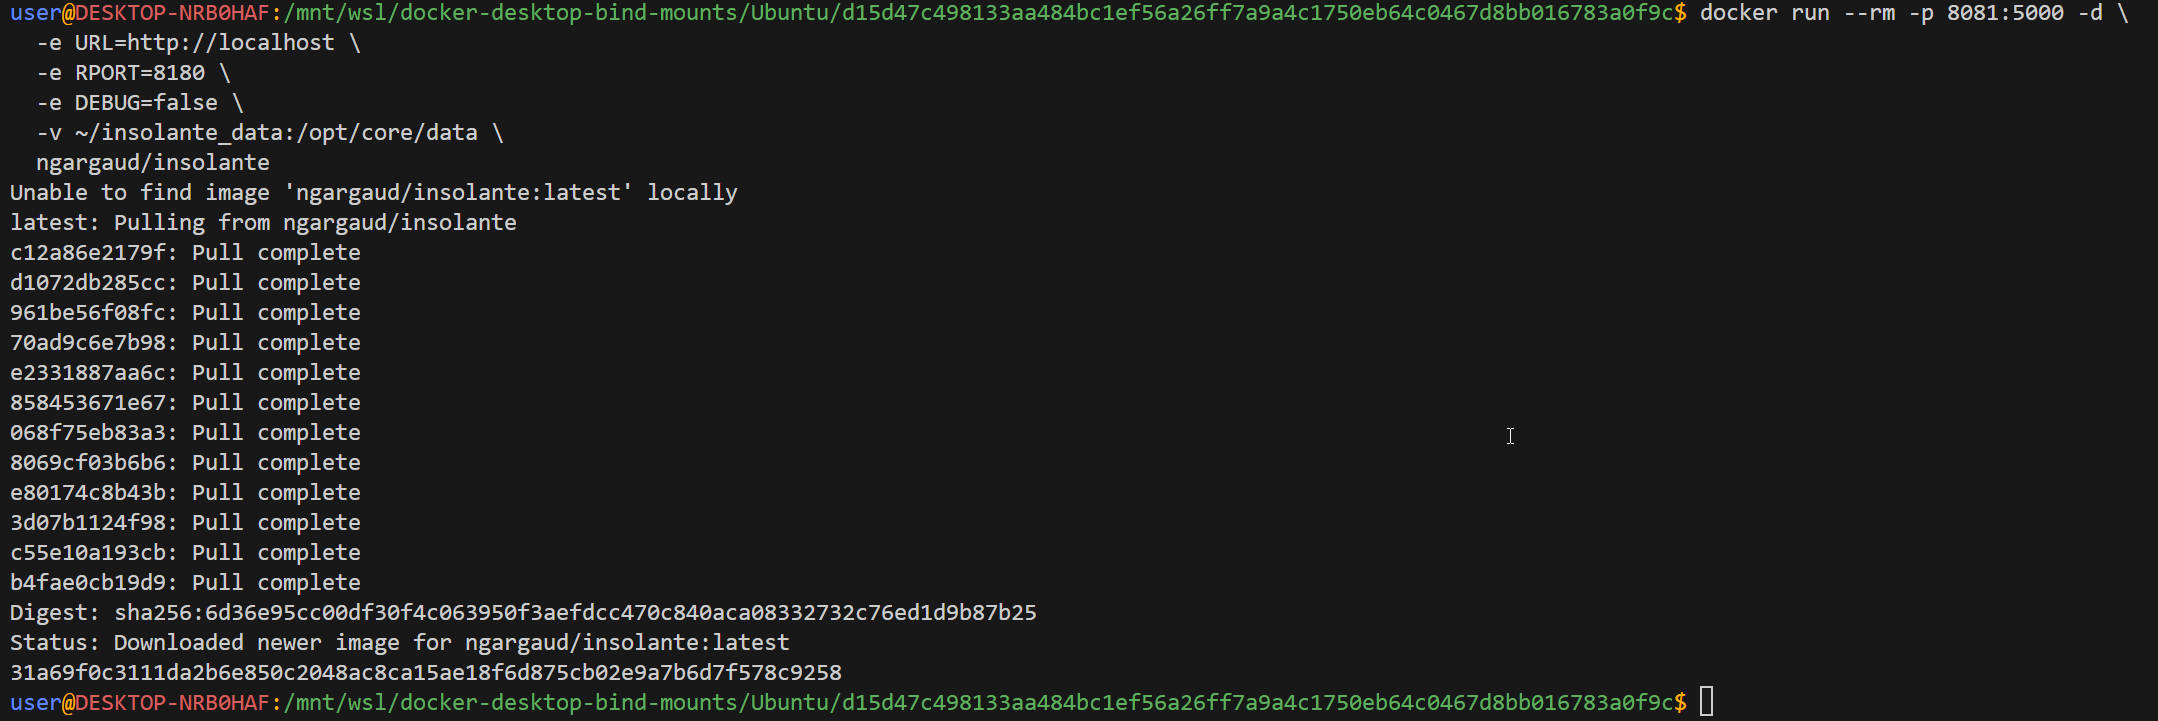 user@DESKTOP-NRB0HAF:/mnt/wsl/docker-desktop-bind-mounts/Ubuntu/d15d47c498133aa484bc1ef56a26ff7a9a4c1750eb64c0467d8bb016783a0f9c$ docker run --rm -p 8081:5000 -d \
  -e URL=http://localhost \
  -e RPORT=8180 \
  -e DEBUG=false \
  -v ~/insolante_data:/opt/core/data \
  ngargaud/insolante
Unable to find image 'ngargaud/insolante:latest' locally
latest: Pulling from ngargaud/insolante
c12a86e2179f: Pull complete
d1072db285cc: Pull complete
961be56f08fc: Pull complete
70ad9c6e7b98: Pull complete
e2331887aa6c: Pull complete
858453671e67: Pull complete
068f75eb83a3: Pull complete
8069cf03b6b6: Pull complete
e80174c8b43b: Pull complete
3d07b1124f98: Pull complete
c55e10a193cb: Pull complete
b4fae0cb19d9: Pull complete
Digest: sha256:6d36e95cc00df30f4c063950f3aefdcc470c840aca08332732c76ed1d9b87b25
Status: Downloaded newer image for ngargaud/insolante:latest
31a69f0c3111da2b6e850c2048ac8ca15ae18f6d875cb02e9a7b6d7f578c9258
user@DESKTOP-NRB0HAF:/mnt/wsl/docker-desktop-bind-mounts/Ubuntu/d15d47c498133aa484bc1ef56a26ff7a9a4c1750eb64c0467d8bb016783a0f9c$